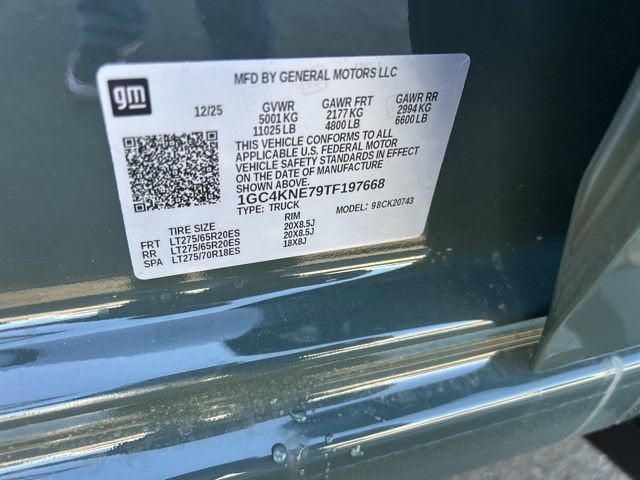 MFD BY GENERAL MOTORS LLC
gm
12/25
GVWR GAWR FRT GAWR RR
5001 KG 2177 KG 2994 KG
11025 LB 4800 LB 6600 LB
THIS VEHICLE CONFORMS TO ALL
APPLICABLE U.S. FEDERAL MOTOR
VEHICLE SAFETY STANDARDS IN EFFECT
ON THE DATE OF MANUFACTURE
SHOWN ABOVE.
1GC4KNE79TF197668
TYPE: TRUCK MODEL: 98CK20743
TIRE SIZE RIM
FRT LT275/65R20ES 20X8.5J
RR LT275/65R20ES 20X8.5J
SPA LT275/70R18ES 18X8J